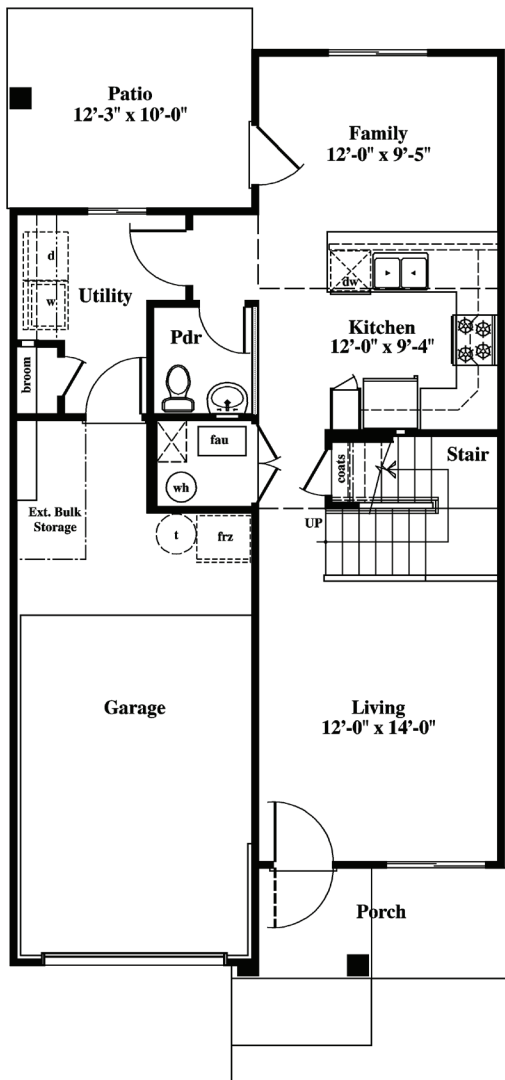 Patio
12'-3" x 10'-0"
Family
12'-0" x 9'-5"
d
w
Utility
dw
Kitchen
12'-0" x 9'-4"
Pdr
broom
fau
wh
coats
Stair
Ext. Bulk
Storage
UP
t
frz
Garage
Living
12'-0" x 14'-0"
Porch